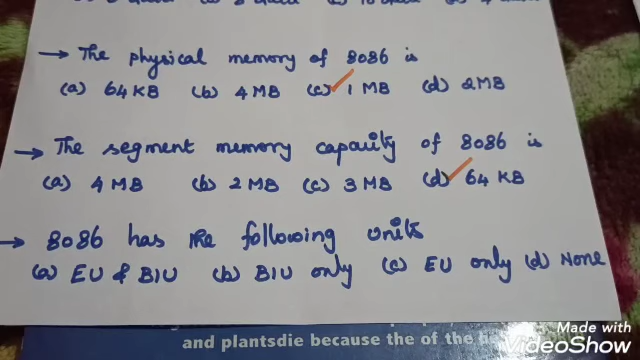 → The physical memory of 8086 is
(a) 64 KB (b) 4 MB (c) 1 MB (d) 2 MB
→ The segment memory capacity of 8086 is
(a) 4 MB (b) 2 MB (c) 3 MB (d) 64 KB
→ 8086 has the following units
(a) EU & BIU (b) BIU only (c) EU only (d) None
and plantsdie because the of the
Made with
VideoShow